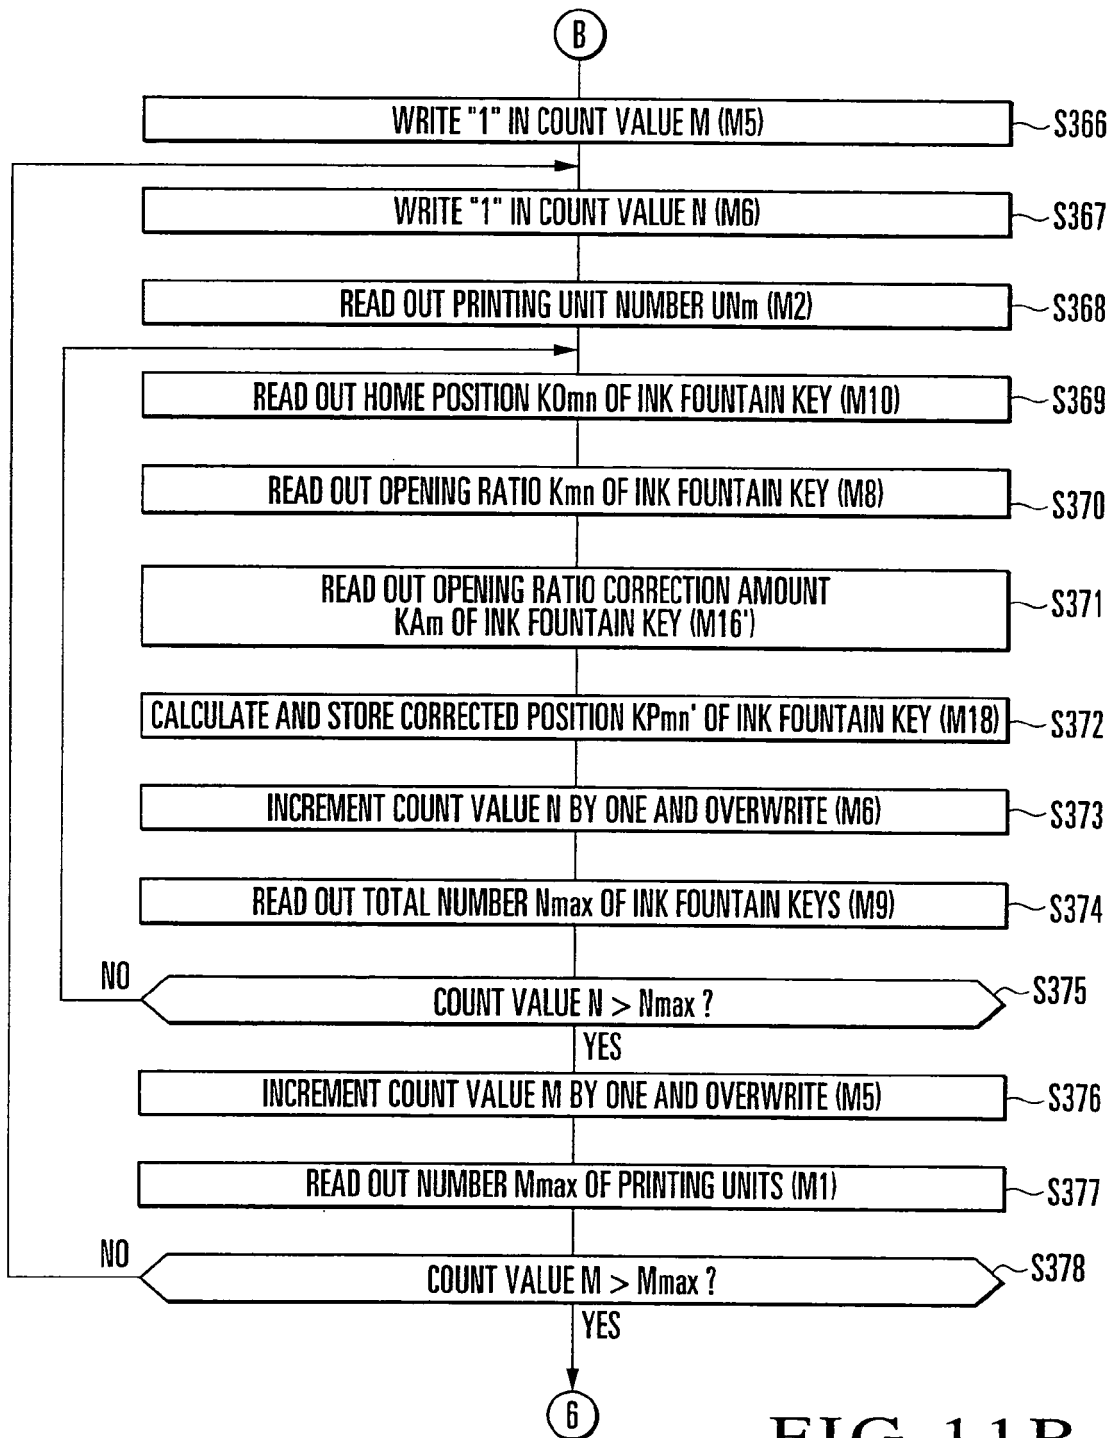 B
WRITE "1" IN COUNT VALUE M (M5)
S366
WRITE "1" IN COUNT VALUE N (M6)
S367
READ OUT PRINTING UNIT NUMBER UNm (M2)
S368
READ OUT HOME POSITION KOmn OF INK FOUNTAIN KEY (M10)
S369
READ OUT OPENING RATIO Kmn OF INK FOUNTAIN KEY (M8)
S370
READ OUT OPENING RATIO CORRECTION AMOUNT
KAm OF INK FOUNTAIN KEY (M16')
S371
CALCULATE AND STORE CORRECTED POSITION KPmn' OF INK FOUNTAIN KEY (M18)
S372
INCREMENT COUNT VALUE N BY ONE AND OVERWRITE (M6)
S373
READ OUT TOTAL NUMBER Nmax OF INK FOUNTAIN KEYS (M9)
S374
NO
COUNT VALUE N > Nmax ?
S375
YES
INCREMENT COUNT VALUE M BY ONE AND OVERWRITE (M5)
S376
READ OUT NUMBER Mmax OF PRINTING UNITS (M1)
S377
NO
COUNT VALUE M > Mmax ?
S378
YES
6
FIG. 11B